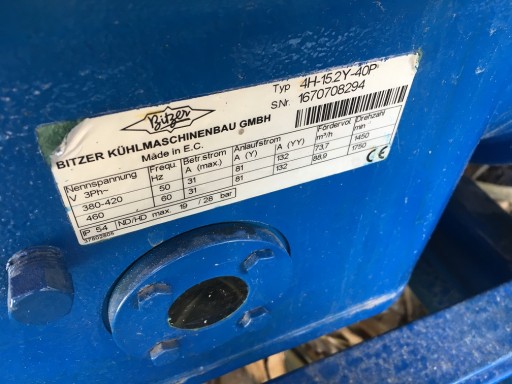 Bitzer
Typ 4H-15.2Y-40P
S.Nr. 1670708294
BITZER KÜHLMASCHINENBAU GMBH
Made in E.C.
Nennspannung Frequ. Betr.strom Anlaufstrom Fördervol Drehzahl
V 3Ph~ Hz A (max.) A (Y) A (YY) m³/h min
380-420 50 31 81 132 73,7 1450
460 60 31 81 132 88,9 1750
IP 54 ND/HD max. 19 / 28 bar
CE